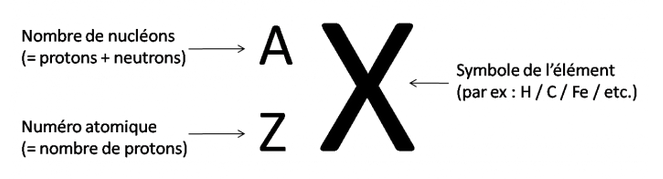 Nombre de nucléons
(= protons + neutrons)
A
X
Symbole de l'élément
(par ex : H / C / Fe / etc.)
Numéro atomique
(= nombre de protons)
Z